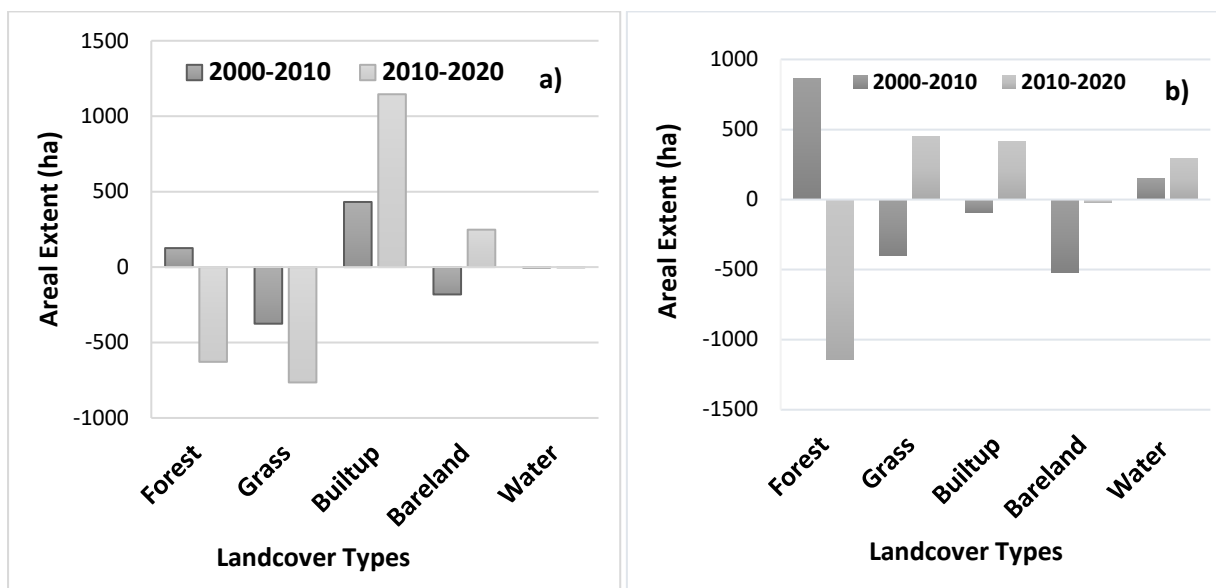 1500
1000
500
0
-500
-1000
Areal Extent (ha)
2000-2010 2010-2020
a)
Forest Grass Builtup Bareland Water
Landcover Types
1000
500
0
-500
-1000
-1500
Areal Extent (ha)
2000-2010 2010-2020
b)
Forest Grass Builtup Bareland Water
Landcover Types